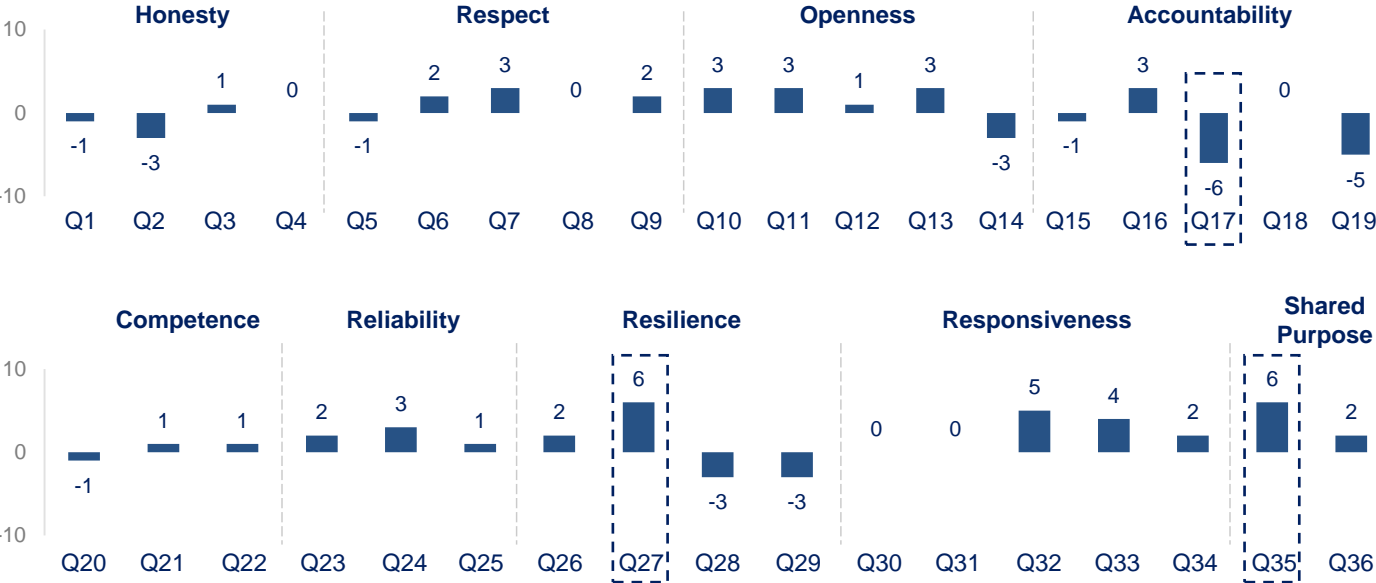 Honesty Respect Openness Accountability
10
1 0 2 3 0 2 3 3 1 3 3 0
0
-1 -3 -1 -3 -1 -6 -5
-10
Q1 Q2 Q3 Q4 Q5 Q6 Q7 Q8 Q9 Q10 Q11 Q12 Q13 Q14 Q15 Q16 Q17 Q18 Q19
Competence Reliability Resilience Responsiveness Shared
Purpose
10
1 1 2 3 1 2 6 0 0 5 4 2 6 2
0
-1 -3 -3
-10
Q20 Q21 Q22 Q23 Q24 Q25 Q26 Q27 Q28 Q29 Q30 Q31 Q32 Q33 Q34 Q35 Q36